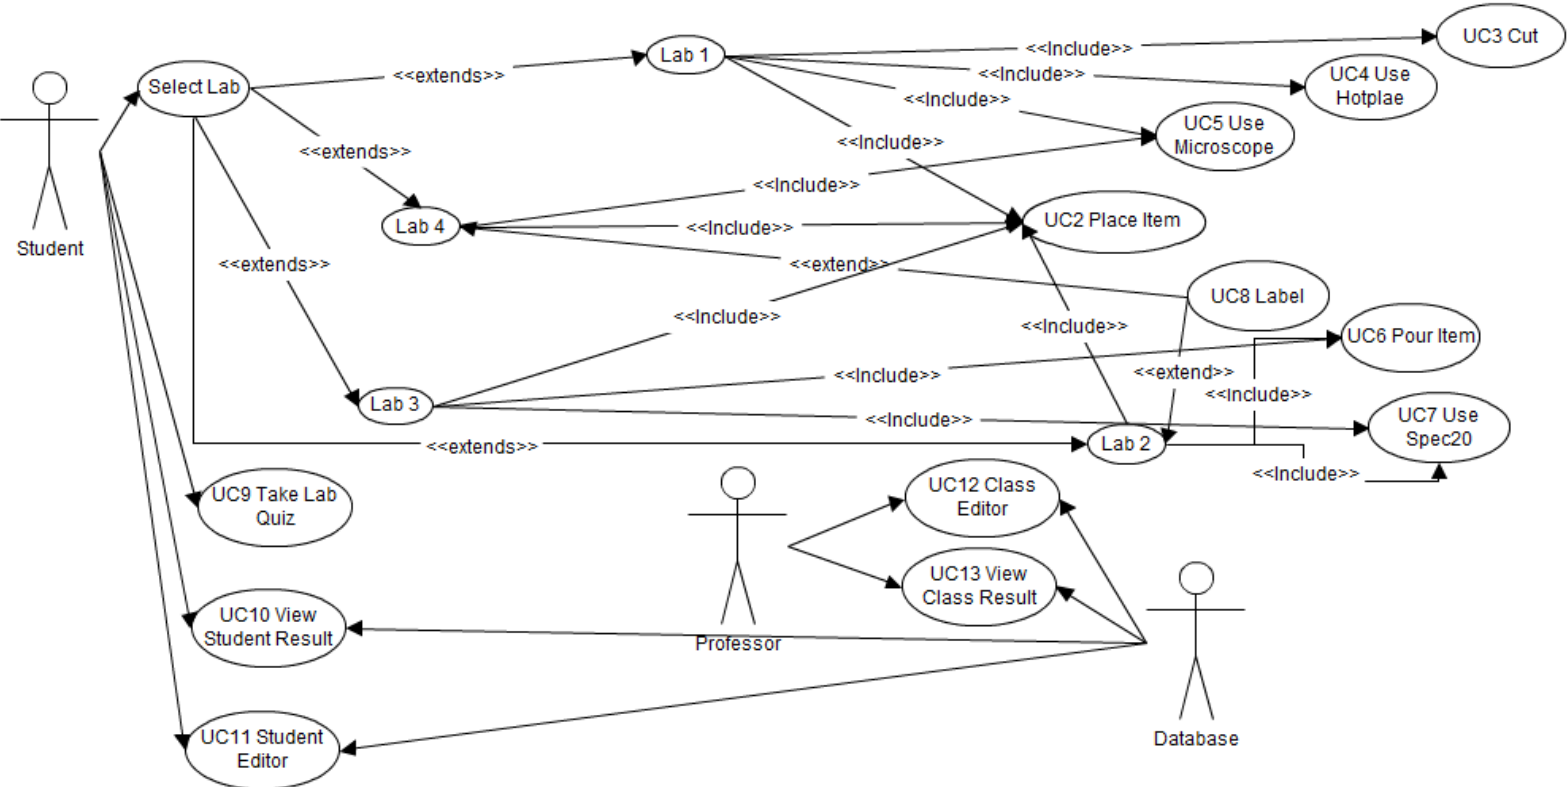 Lab 1
<<Include>>
UC3 Cut
Select Lab
<<extends>>
<<Include>>
UC4 Use
Hotplae
<<Include>>
UC5 Use
Microscope
<<extends>>
<<Include>>
<<Include>>
Student
Lab 4
<<Include>>
UC2 Place Item
<<extends>>
<<extend>>
UC8 Label
<<Include>>
<<Include>>
UC6 Pour Item
<<Include>>
<<extend>>
<<Include>>
Lab 3
<<Include>>
UC7 Use
Spec20
<<extends>>
Lab 2
<<Include>>
UC9 Take Lab
Quiz
UC12 Class
Editor
UC13 View
Class Result
UC10 View
Student Result
Professor
UC11 Student
Editor
Database